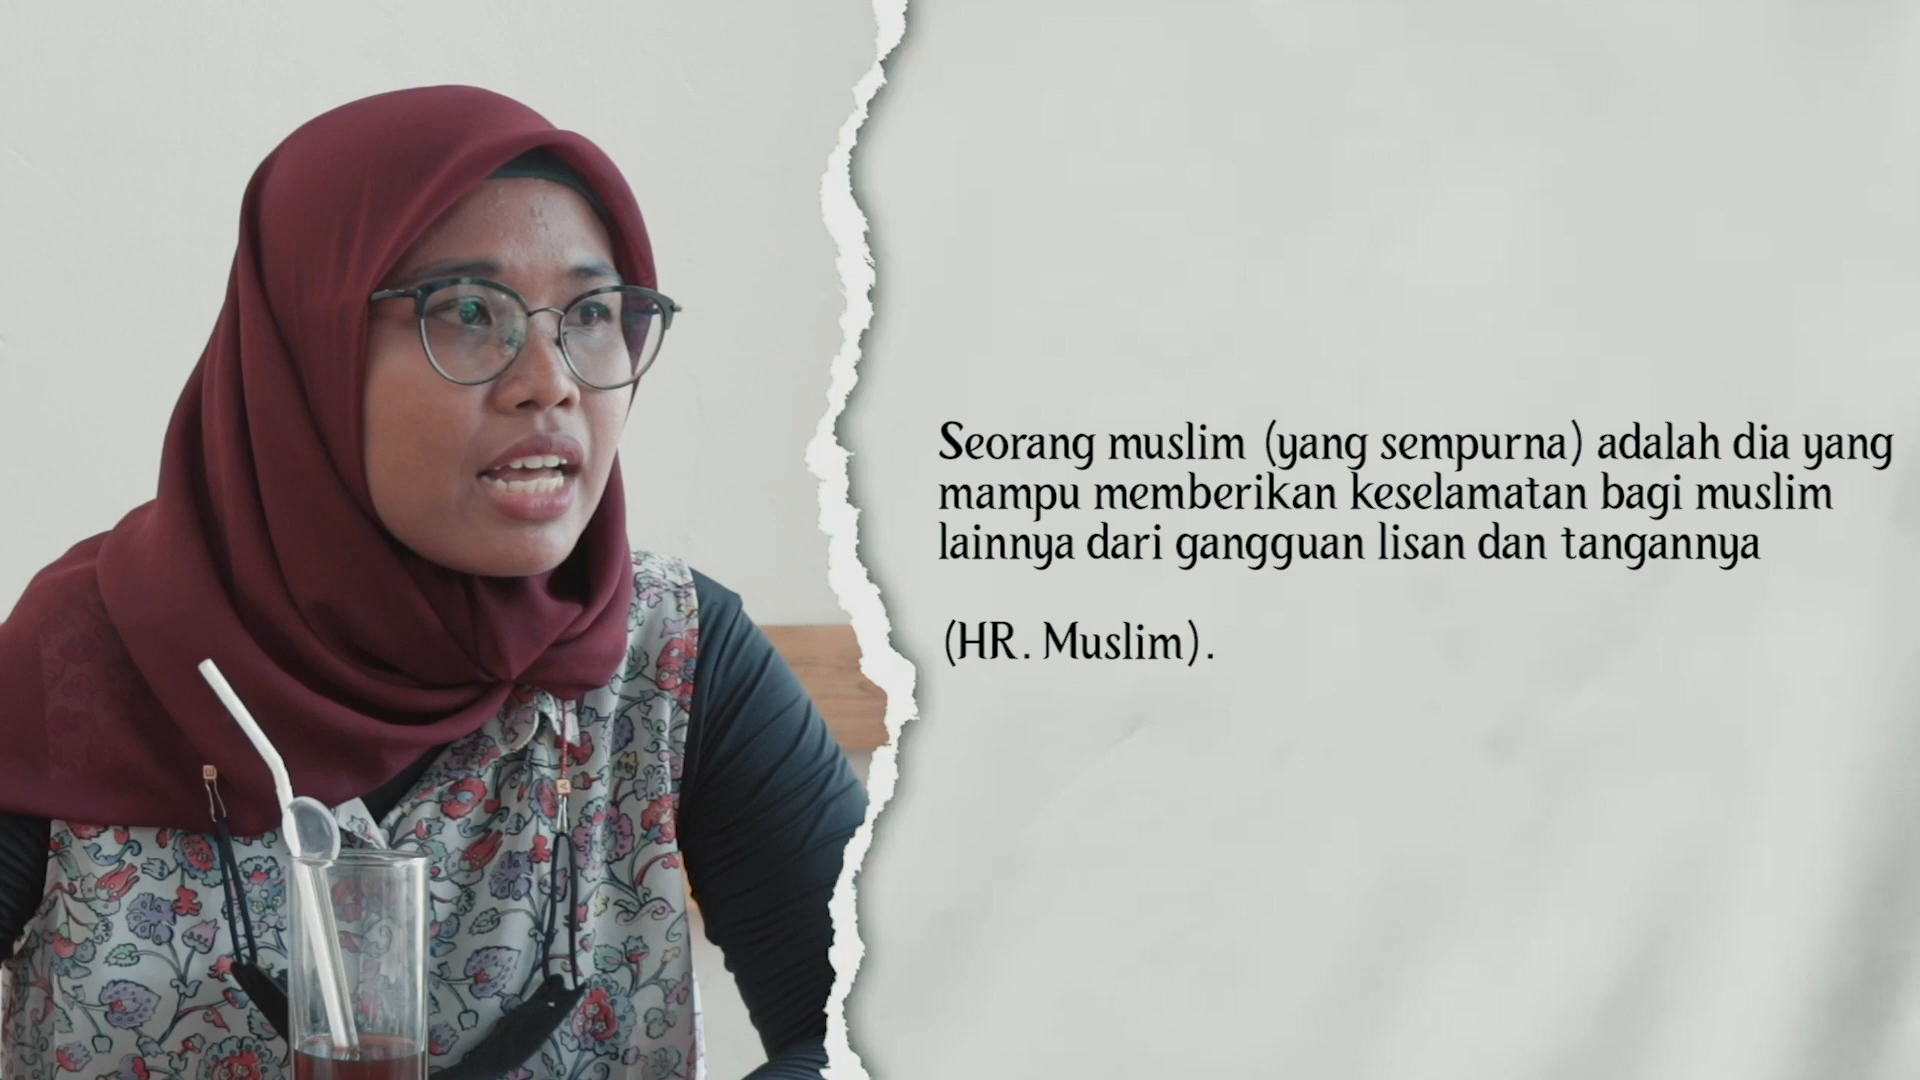 Seorang muslim (yang sempurna) adalah dia yang
mampu memberikan keselamatan bagi muslim
lainnya dari gangguan lisan dan tangannya
(HR. Muslim).